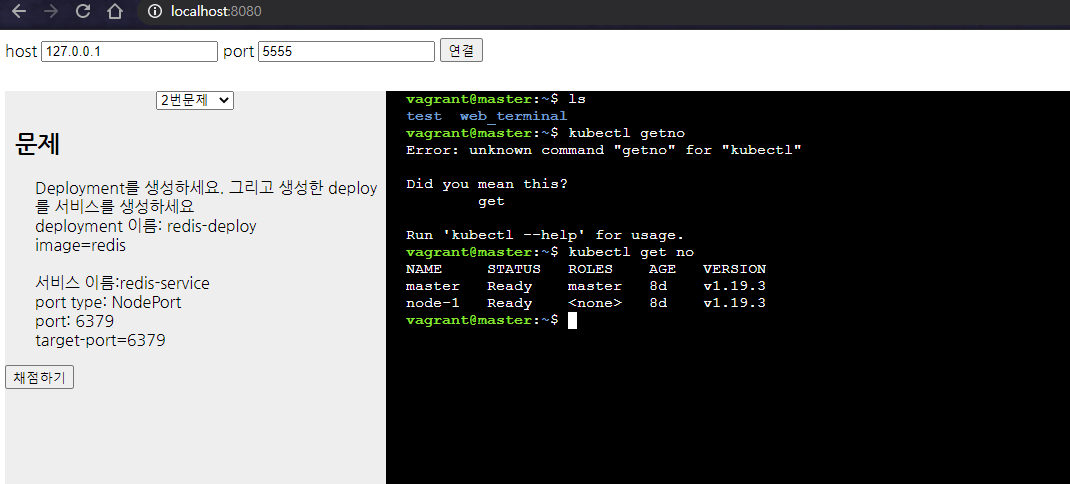 localhost:8080
host 127.0.0.1 port 5555 연결
2번문제
문제
Deployment를 생성하세요. 그리고 생성한 deploy
를 서비스를 생성하세요
deployment 이름: redis-deploy
image=redis
서비스 이름:redis-service
port type: NodePort
port: 6379
target-port=6379
채점하기
vagrant@master:~$ ls
test  web_terminal
vagrant@master:~$ kubectl getno
Error: unknown command "getno" for "kubectl"
Did you mean this?
get
Run 'kubectl --help' for usage.
vagrant@master:~$ kubectl get no
NAME     STATUS   ROLES    AGE   VERSION
master   Ready    master   8d    v1.19.3
node-1   Ready    <none>   8d    v1.19.3
vagrant@master:~$